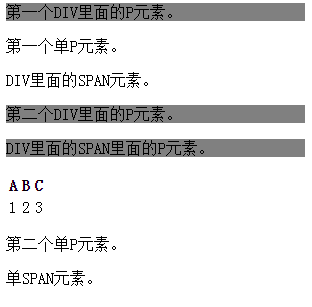 第一个DIV里面的P元素。
第一个单P元素。
DIV里面的SPAN元素。
第二个DIV里面的P元素。
DIV里面的SPAN里面的P元素。
A B C
1 2 3
第二个单P元素。
单SPAN元素。